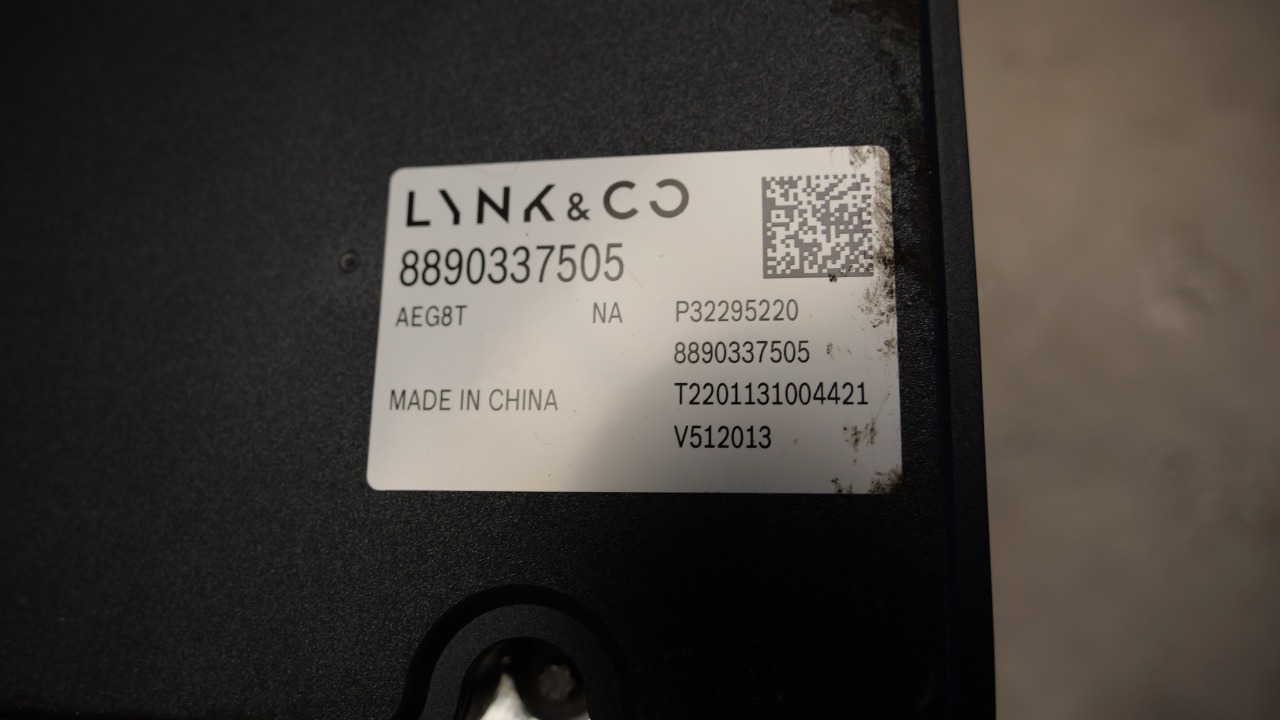 LYNK & CO
8890337505
AEG8T NA P32295220
8890337505
MADE IN CHINA T2201131004421
V512013